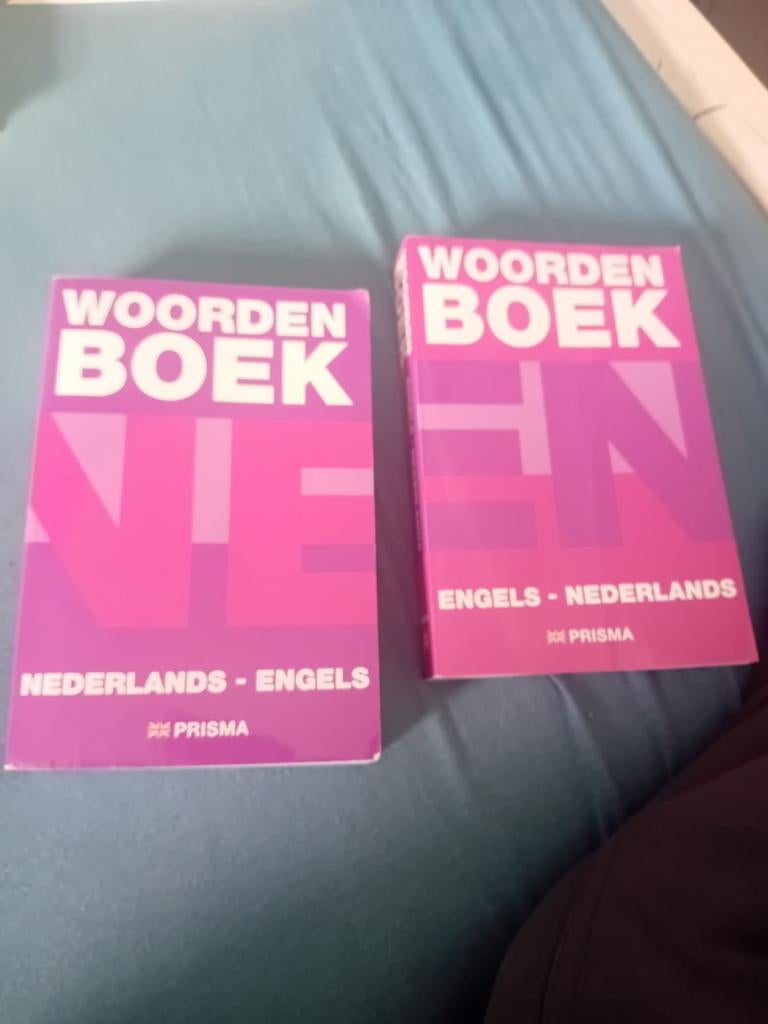 WOORDEN
BOEK
NE
NEDERLANDS - ENGELS
PRISMA
WOORDEN
BOEK
EN
ENGELS - NEDERLANDS
PRISMA